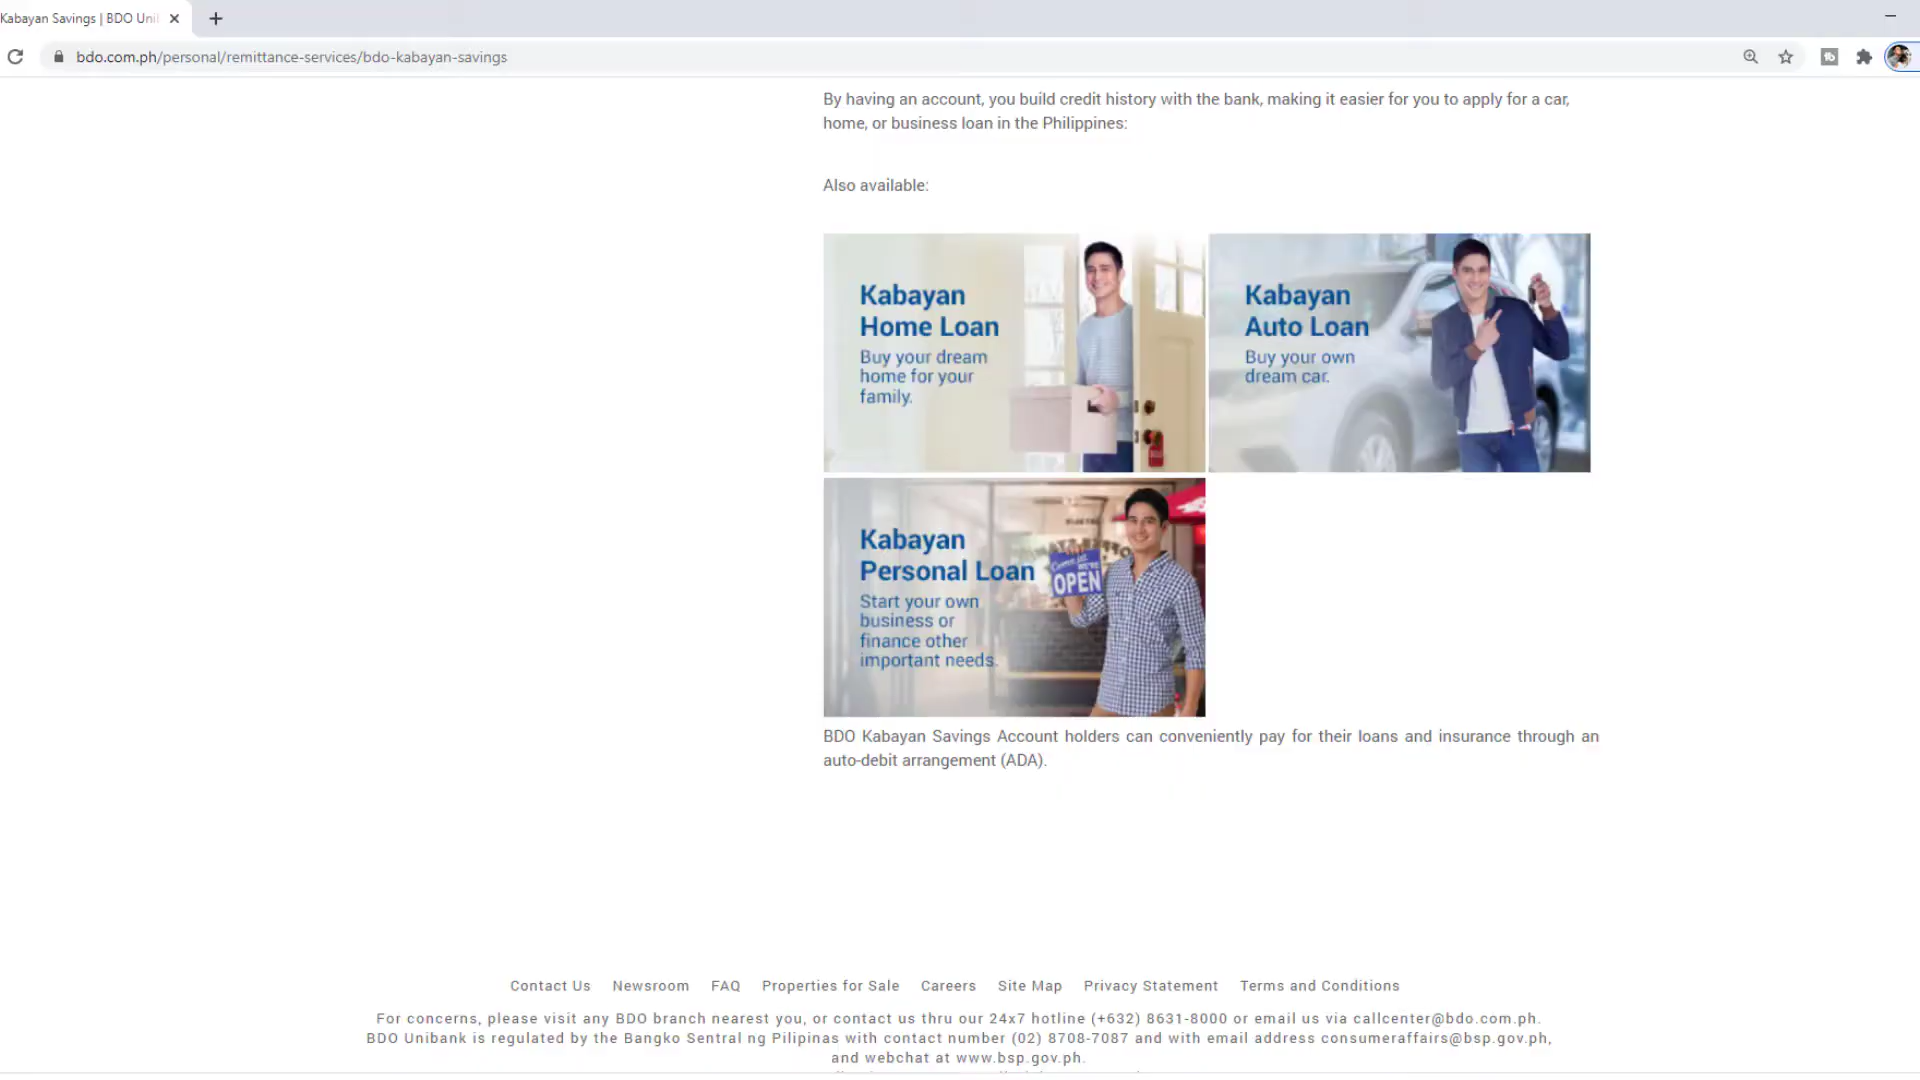 Kabayan Savings | BDO Uni
bdo.com.ph/personal/remittance-services/bdo-kabayan-savings
By having an account, you build credit history with the bank, making it easier for you to apply for a car,
home, or business loan in the Philippines:
Also available:
Kabayan
Home Loan
Buy your dream
home for your
family.
Kabayan
Auto Loan
Buy your own
dream car.
Kabayan
Personal Loan
Start your own
business or
finance other
important needs.
OPEN
BDO Kabayan Savings Account holders can conveniently pay for their loans and insurance through an
auto-debit arrangement (ADA).
Contact Us Newsroom FAQ Properties for Sale Careers Site Map Privacy Statement Terms and Conditions
For concerns, please visit any BDO branch nearest you, or contact us thru our 24x7 hotline (+632) 8631-8000 or email us via callcenter@bdo.com.ph.
BDO Unibank is regulated by the Bangko Sentral ng Pilipinas with contact number (02) 8708-7087 and with email address consumeraffairs@bsp.gov.ph,
and webchat at www.bsp.gov.ph.